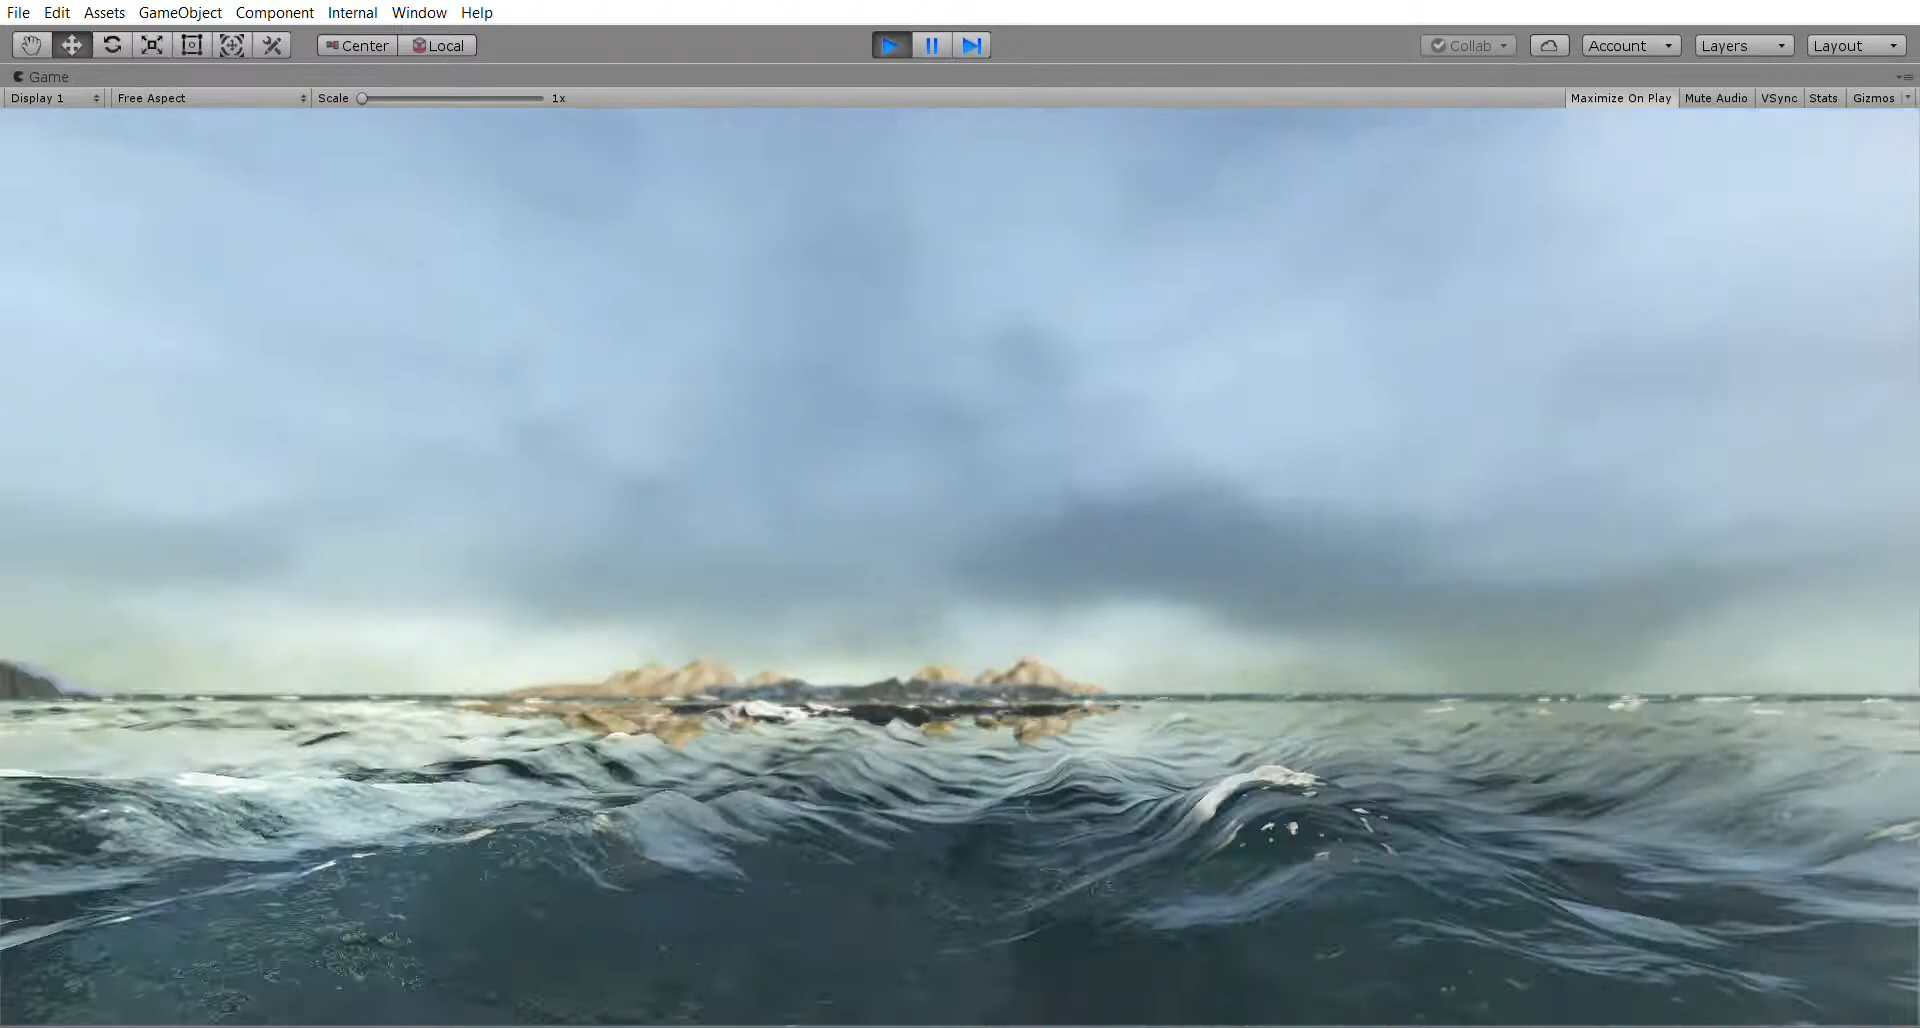 File Edit Assets GameObject Component Internal Window Help
Center Local Collab Account Layers Layout
Game
Display 1 Free Aspect Scale 1x Maximize On Play Mute Audio VSync Stats Gizmos